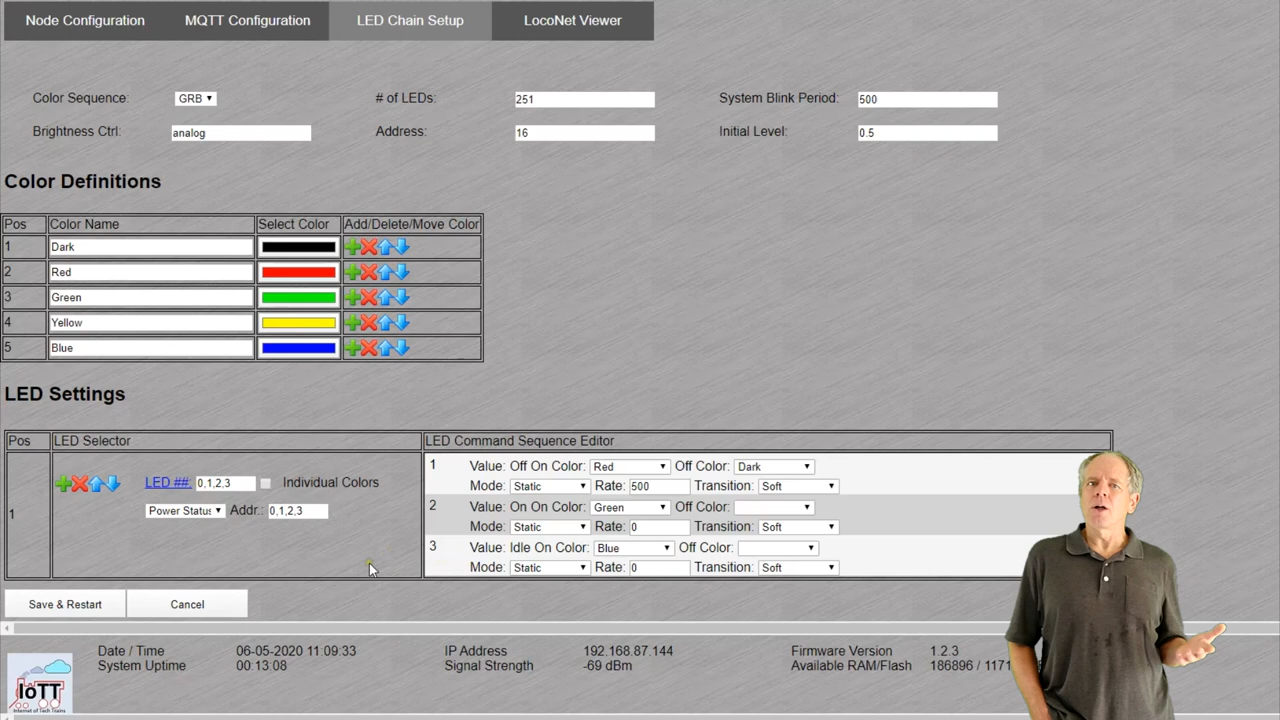 Node Configuration MQTT Configuration LED Chain Setup LocoNet Viewer
Color Sequence: GRB # of LEDs: 251 System Blink Period: 500
Brightness Ctrl: analog Address: 16 Initial Level: 0.5
Color Definitions
Pos Color Name Select Color Add/Delete/Move Color
1 Dark
2 Red
3 Green
4 Yellow
5 Blue
LED Settings
Pos LED Selector LED Command Sequence Editor
1 LED ##: 0,1,2,3 Individual Colors
Power Status Addr.: 0,1,2,3
1 Value: Off On Color: Red Off Color: Dark
Mode: Static Rate: 500 Transition: Soft
2 Value: On On Color: Green Off Color:
Mode: Static Rate: 0 Transition: Soft
3 Value: Idle On Color: Blue Off Color:
Mode: Static Rate: 0 Transition: Soft
Save & Restart Cancel
Date / Time 06-05-2020 11:09:33 IP Address 192.168.87.144 Firmware Version 1.2.3
System Uptime 00:13:08 Signal Strength -69 dBm Available RAM/Flash 186896 / 1171
IoTT
Internet of Tech Trains